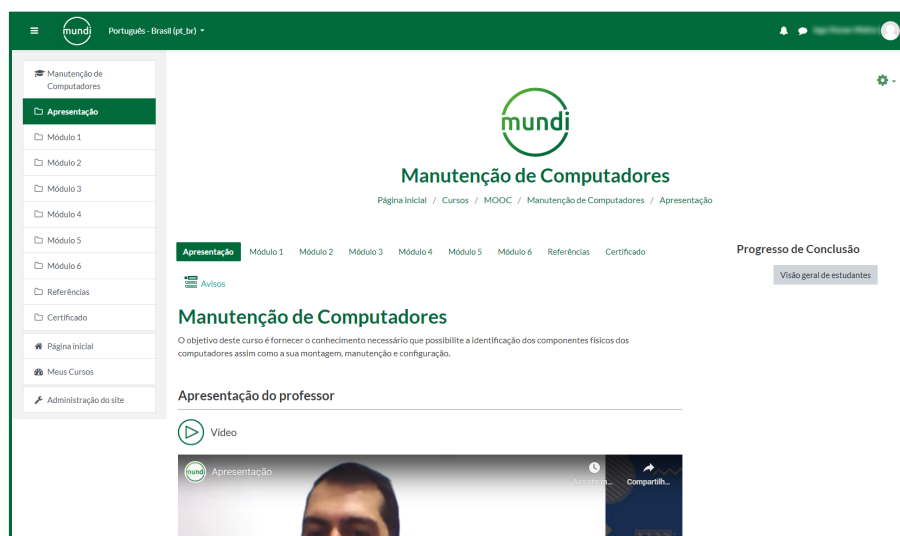 mundi
Português - Brasil (pt_br)
Manutenção de
Computadores
Apresentação
Módulo 1
Módulo 2
Módulo 3
Módulo 4
Módulo 5
Módulo 6
Referências
Certificado
Página inicial
Meus Cursos
Administração do site
mundi
Manutenção de Computadores
Página inicial / Cursos / MOOC / Manutenção de Computadores / Apresentação
Apresentação Módulo 1 Módulo 2 Módulo 3 Módulo 4 Módulo 5 Módulo 6 Referências Certificado
Avisos
Manutenção de Computadores
O objetivo deste curso é fornecer o conhecimento necessário que possibilite a identificação dos componentes físicos dos
computadores assim como a sua montagem, manutenção e configuração.
Apresentação do professor
Vídeo
mundi Apresentação
Compartilh...
Progresso de Conclusão
Visão geral de estudantes